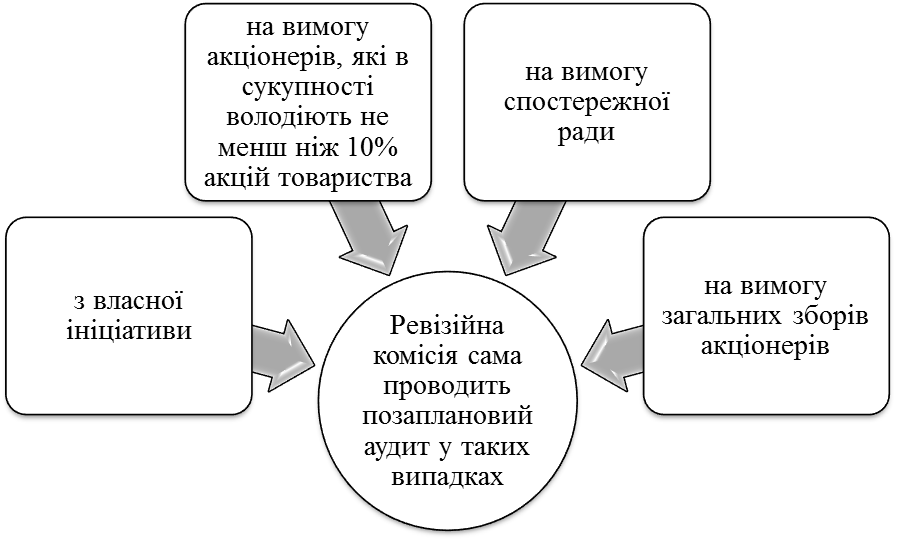 на вимогу
акціонерів, які в
сукупності
володіють не
менш ніж 10%
акцій товариства
на вимогу
спостережної
ради
з власної
ініціативи
на вимогу
загальних зборів
акціонерів
Ревізійна
комісія сама
проводить
позаплановий
аудит у таких
випадках